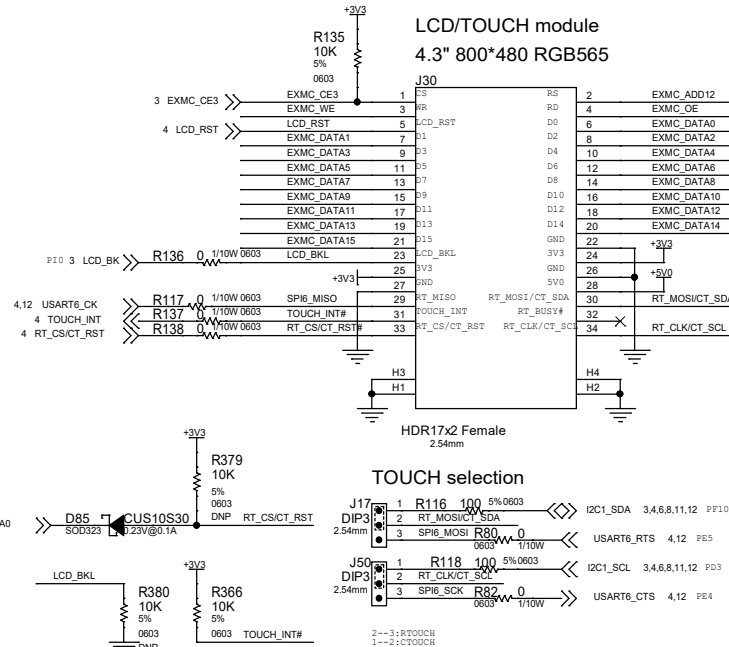 +3V3
LCD/TOUCH module
4.3" 800*480 RGB565
R135
10K
5%
0603
J30
3 EXMC_CE3 EXMC_CE3 1 CS RS 2 EXMC_ADD12
EXMC_WE 3 WR RD 4 EXMC_OE
4 LCD_RST LCD_RST 5 LCD_RST D0 6 EXMC_DATA0
EXMC_DATA1 7 D1 D2 8 EXMC_DATA2
EXMC_DATA3 9 D3 D4 10 EXMC_DATA4
EXMC_DATA5 11 D5 D6 12 EXMC_DATA6
EXMC_DATA7 13 D7 D8 14 EXMC_DATA8
EXMC_DATA9 15 D9 D10 16 EXMC_DATA10
EXMC_DATA11 17 D11 D12 18 EXMC_DATA12
EXMC_DATA13 19 D13 D14 20 EXMC_DATA14
EXMC_DATA15 21 D15 GND 22
PI0 3 LCD_BK R136 0 1/10W 0603 LCD_BKL 23 LCD_BKL 3V3 24 +3V3
+3V3 25 3V3 GND 26
27 GND 5V0 28 +5V0
4,12 USART6_CK R117 0 1/10W 0603 SPI6_MISO 29 RT_MISO RT_MOSI/CT_SDA 30 RT_MOSI/CT_SDA
4 TOUCH_INT R137 0 1/10W 0603 TOUCH_INT# 31 TOUCH_INT RT_BUSY# 32
4 RT_CS/CT_RST R138 0 1/10W 0603 RT_CS/CT_RST# 33 RT_CS/CT_RST RT_CLK/CT_SCL 34 RT_CLK/CT_SCL
H3 H4
H1 H2
HDR17x2 Female
2.54mm
+3V3
R379
10K
5%
0603
DNP
A0 D85 CUS10S30 RT_CS/CT_RST
SOD323 0.23V@0.1A
TOUCH selection
J17 1 R116 100 5% 0603 I2C1_SDA 3,4,6,8,11,12 PF10
DIP3 2 RT_MOSI/CT_SDA
2.54mm 3 SPI6_MOSI R80 0 USART6_RTS 4,12 PE5
0603 1/10W
J50 1 R118 100 5% 0603 I2C1_SCL 3,4,6,8,11,12 PD3
DIP3 2 RT_CLK/CT_SCL
2.54mm 3 SPI6_SCK R82 0 USART6_CTS 4,12 PE4
0603 1/10W
LCD_BKL
R380
10K
5%
0603
DNP
+3V3
R366
10K
5%
0603 TOUCH_INT#
2--3:RTOUCH
1--2:CTOUCH